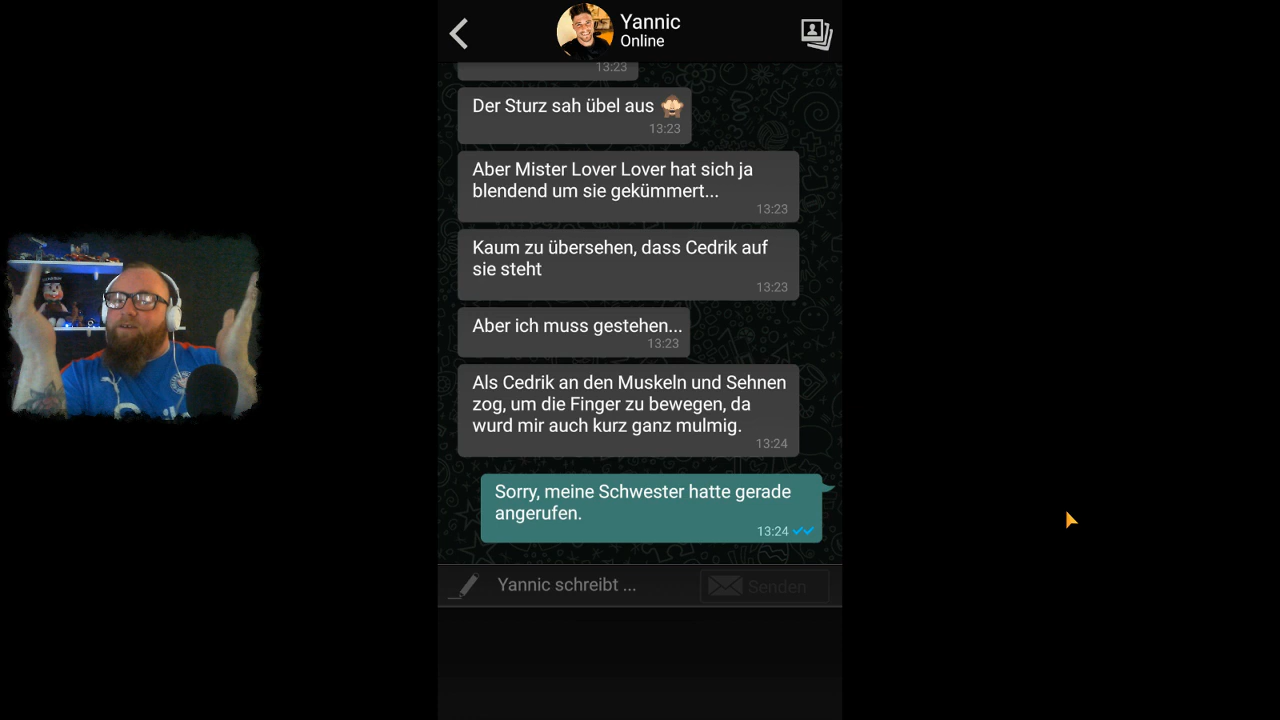 Yannic
Online
13:23
Der Sturz sah übel aus 🙈
13:23
Aber Mister Lover Lover hat sich ja
blendend um sie gekümmert...
13:23
Kaum zu übersehen, dass Cedrik auf
sie steht
13:23
Aber ich muss gestehen...
13:23
Als Cedrik an den Muskeln und Sehnen
zog, um die Finger zu bewegen, da
wurd mir auch kurz ganz mulmig.
13:24
Sorry, meine Schwester hatte gerade
angerufen.
13:24
Yannic schreibt ...
Senden